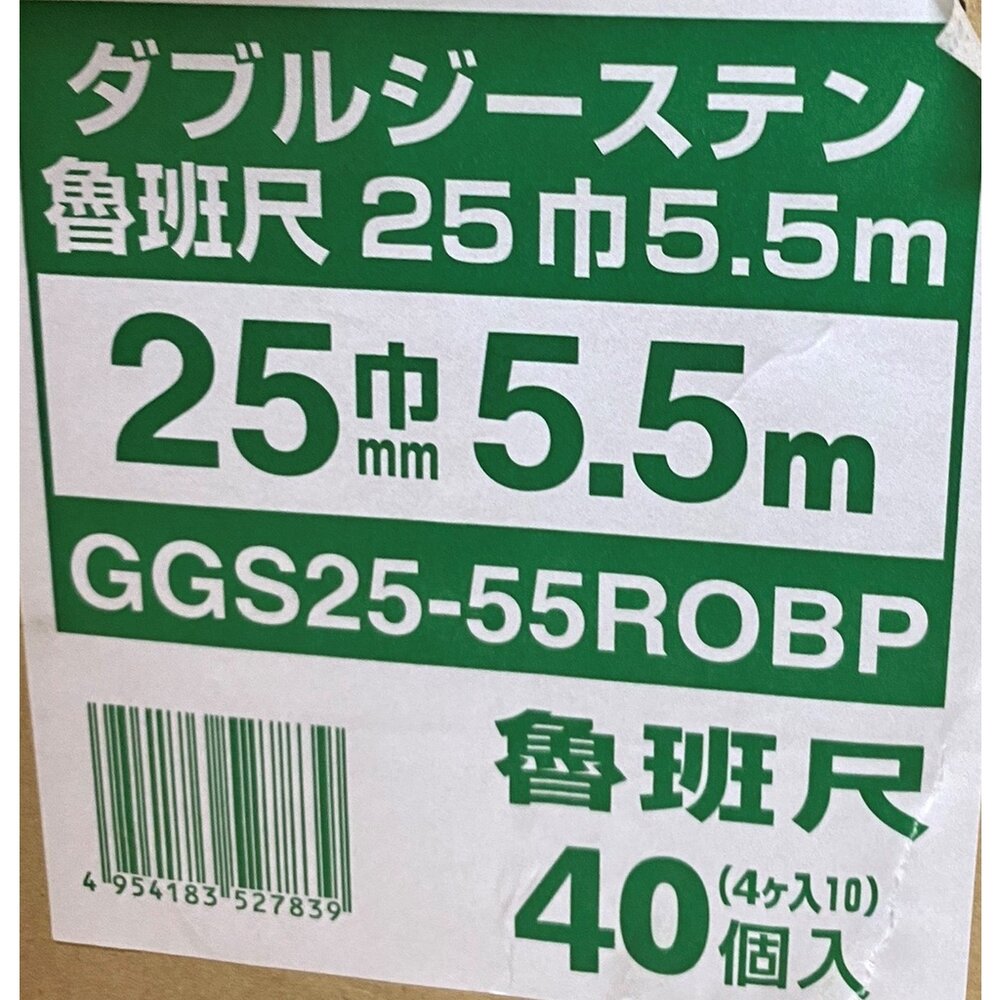 ダブルジーステン
魯班尺 25巾5.5m
25巾mm 5.5m
GGS25-55ROBP
魯班尺
4 954183 527839
(4ヶ入10)
40個入